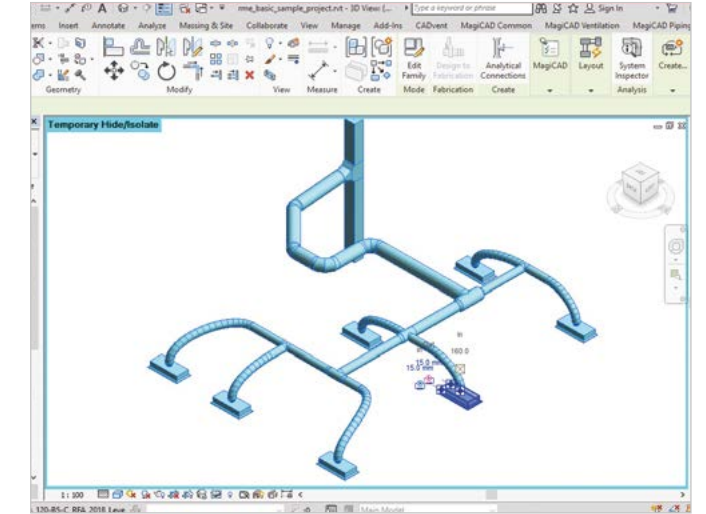 rme_basic_sample_project.rvt - 3D View: {...
Type a keyword or phrase
Sign In
ems Insert Annotate Analyze Massing & Site Collaborate View Manage Add-Ins CADvent MagiCAD Common MagiCAD Ventilation MagiCAD Piping
Edit Family
Design to Fabrication
Analytical Connections
MagiCAD
Layout
System Inspector
Create...
Geometry Modify View Measure Create Mode Fabrication Create Analysis
Temporary Hide/Isolate
160.0
15.0 mm
15.0 mm
1 : 100
Main Model